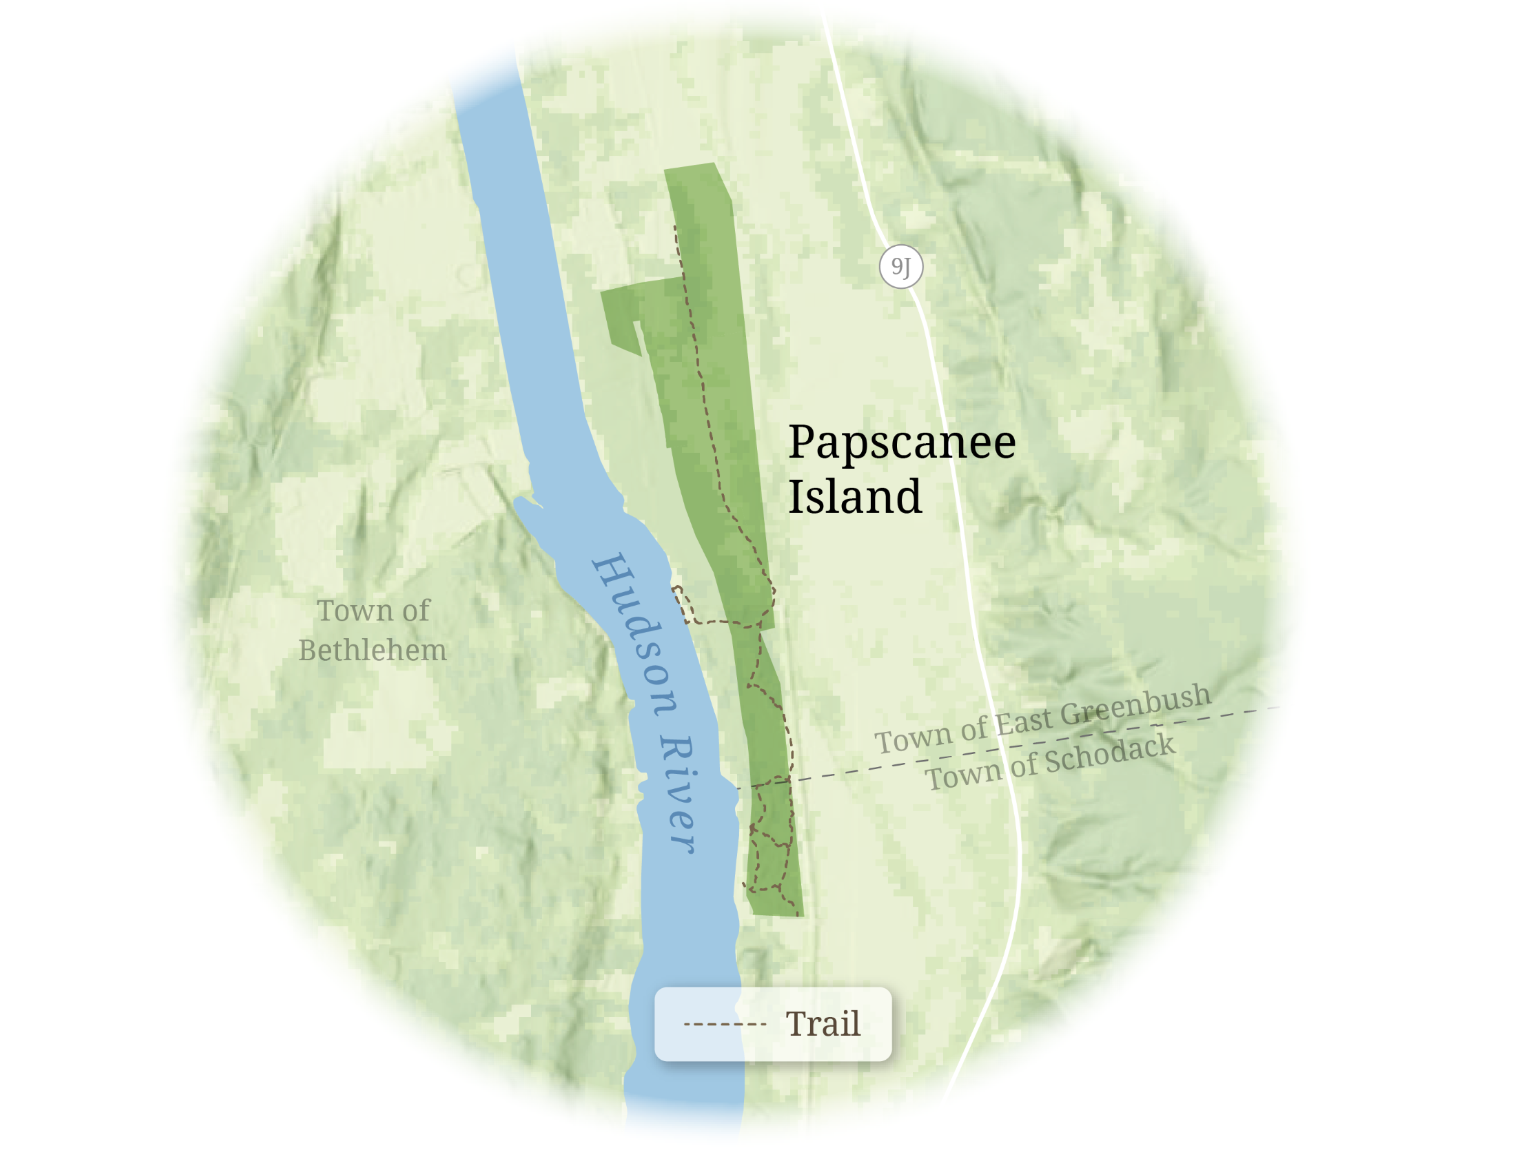 9J
Papscanee
Island
Hudson River
Town of
Bethlehem
Town of East Greenbush
Town of Schodack
Trail